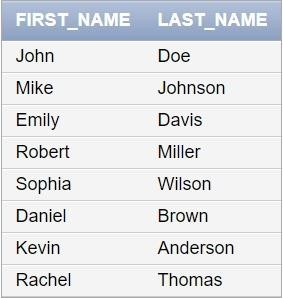 FIRST_NAME LAST_NAME
John Doe
Mike Johnson
Emily Davis
Robert Miller
Sophia Wilson
Daniel Brown
Kevin Anderson
Rachel Thomas